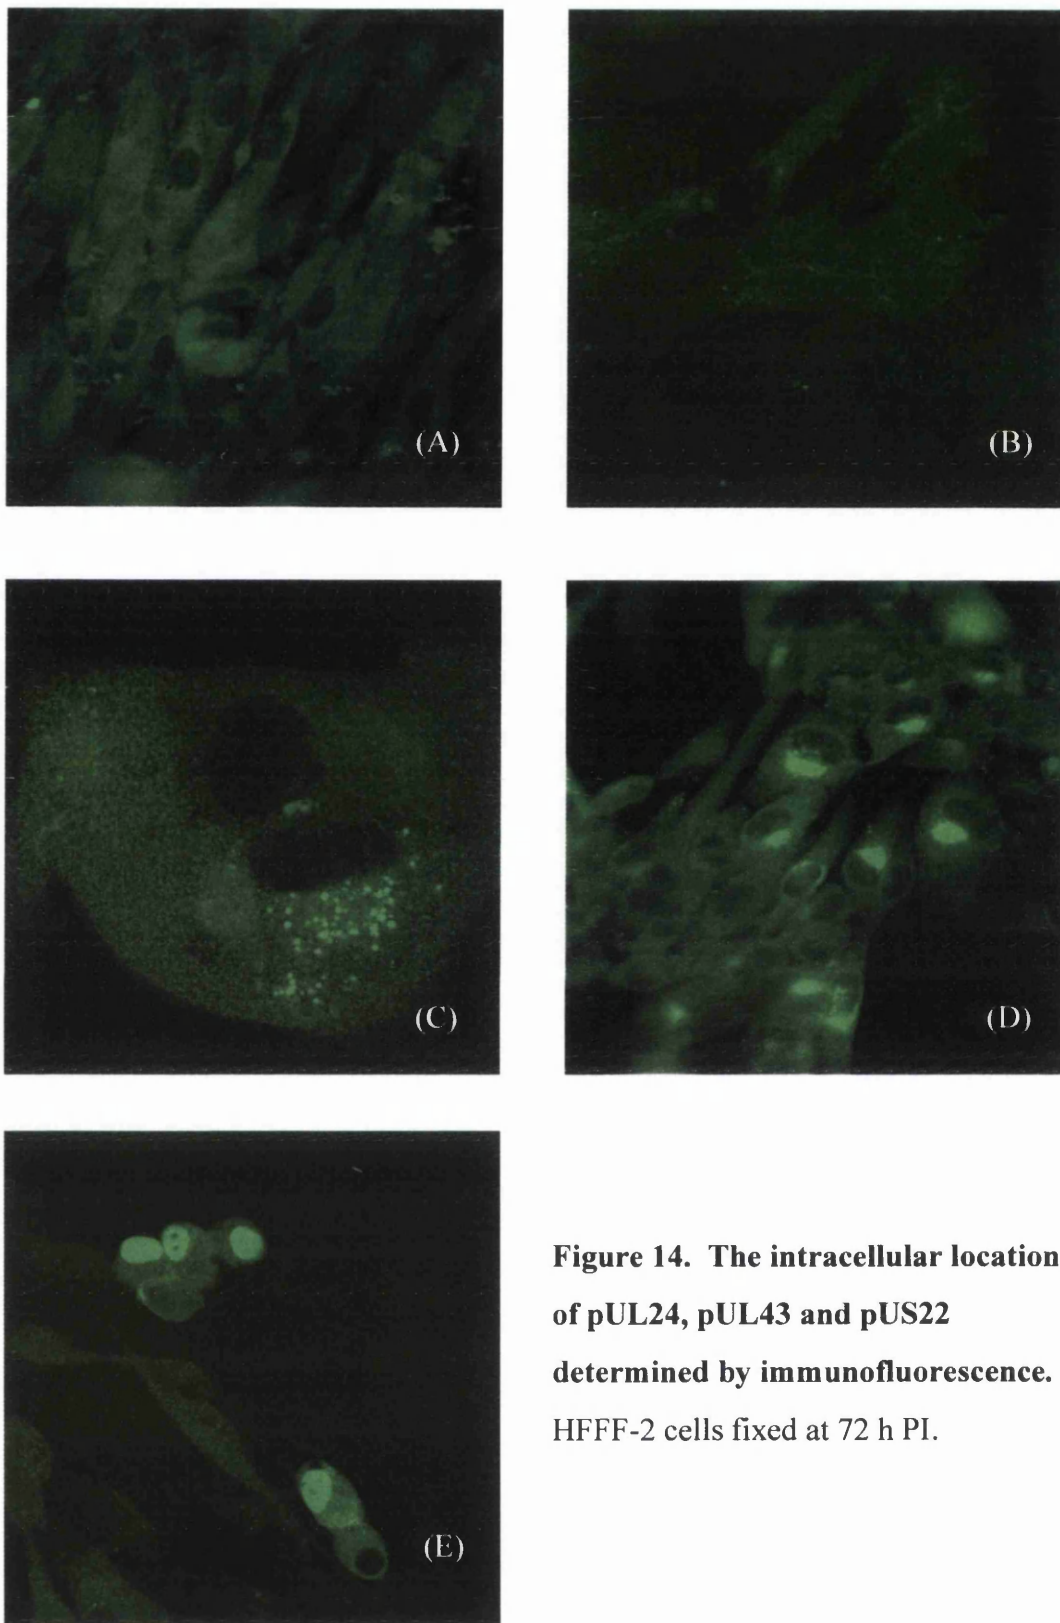 (A)
(B)
(C)
(D)
(E)
Figure 14. The intracellular location
of pUL24, pUL43 and pUS22
determined by immunofluorescence.
HFFF-2 cells fixed at 72 h PI.